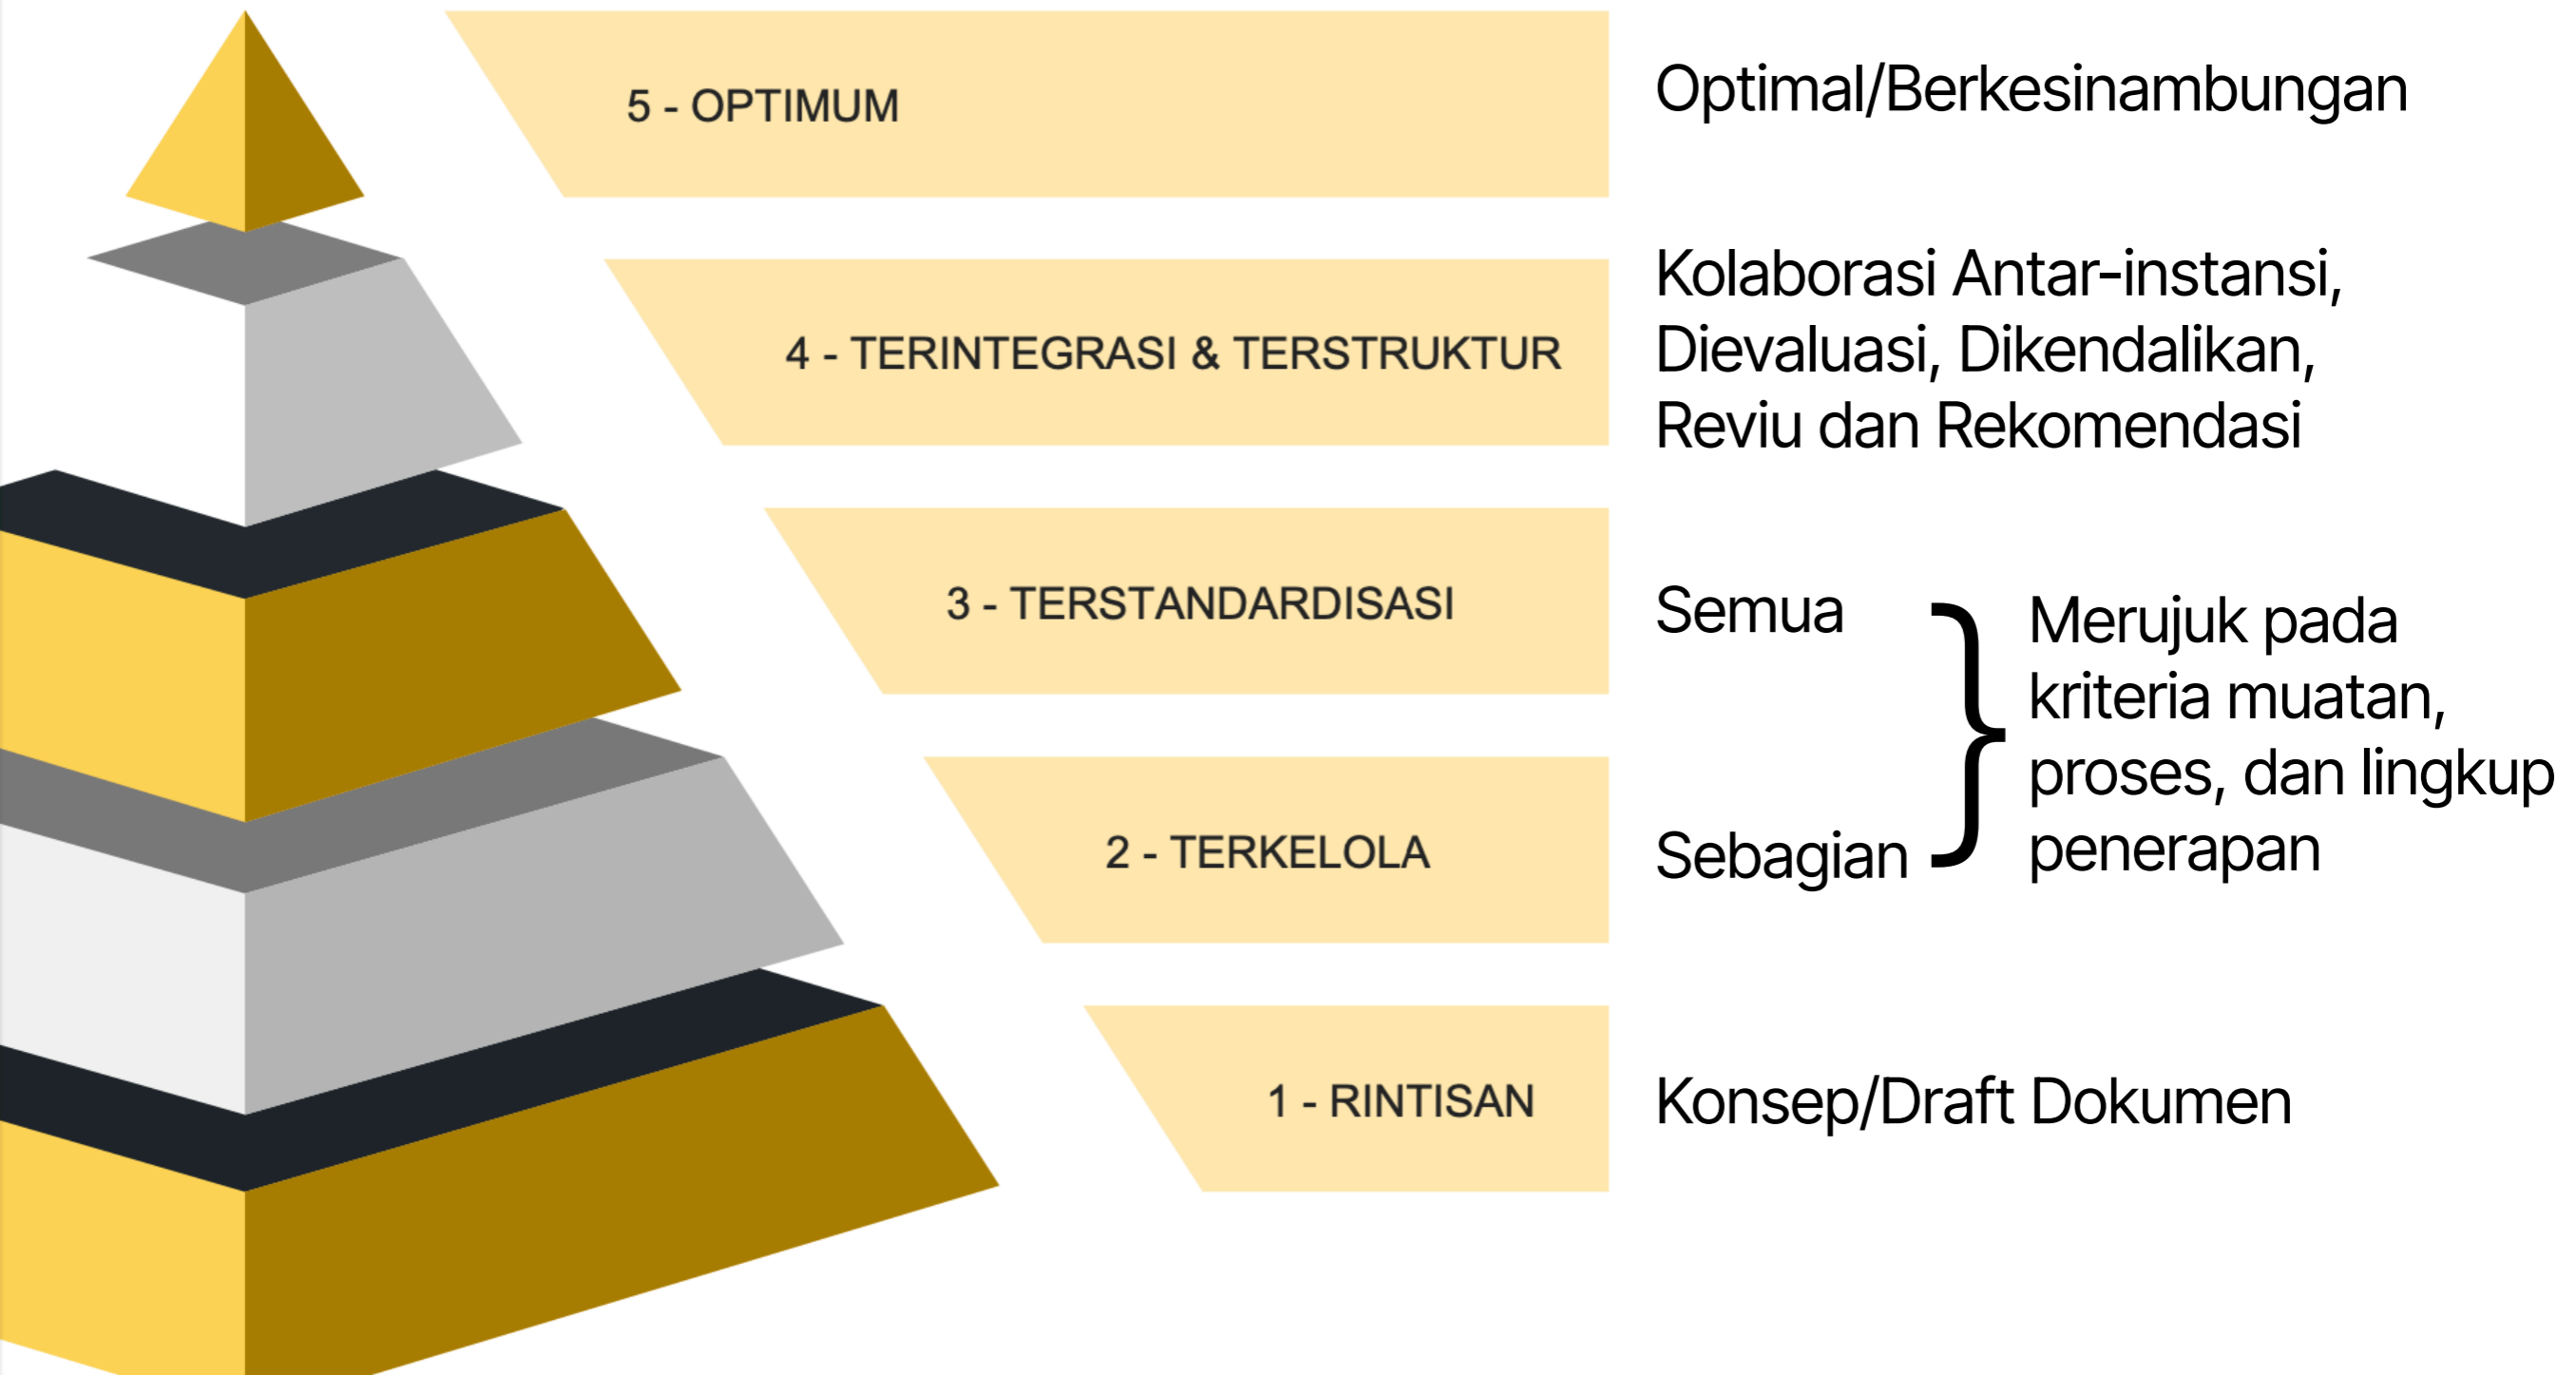 5 - OPTIMUM
Optimal/Berkesinambungan
4 - TERINTEGRASI & TERSTRUKTUR
Kolaborasi Antar-instansi,
Dievaluasi, Dikendalikan,
Reviu dan Rekomendasi
3 - TERSTANDARDISASI
Semua
2 - TERKELOLA
Sebagian
Merujuk pada
kriteria muatan,
proses, dan lingkup
penerapan
1 - RINTISAN
Konsep/Draft Dokumen